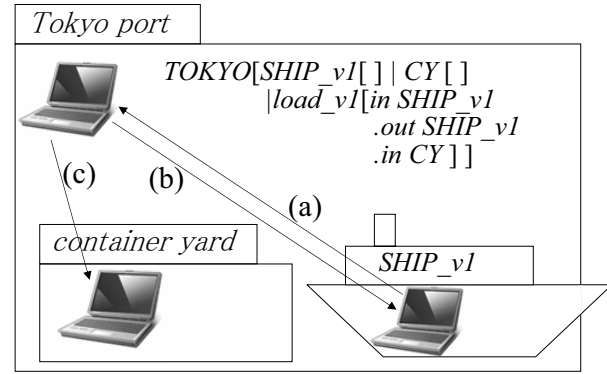 Tokyo port
TOKYO[SHIP_v1[ ] | CY [ ]
|load_v1[in SHIP_v1
.out SHIP_v1
.in CY ] ]
(c)
(b)
(a)
container yard
SHIP_v1